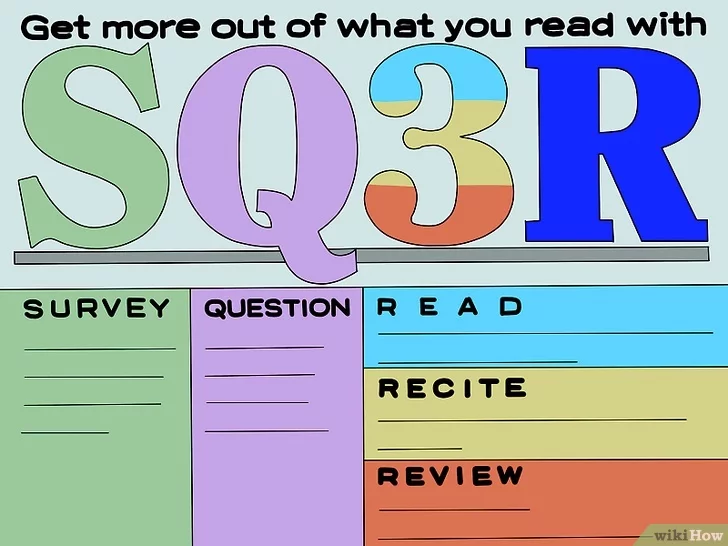 Get more out of what you read with
SQ3R
SURVEY
QUESTION
READ
RECITE
REVIEW
wikiHow